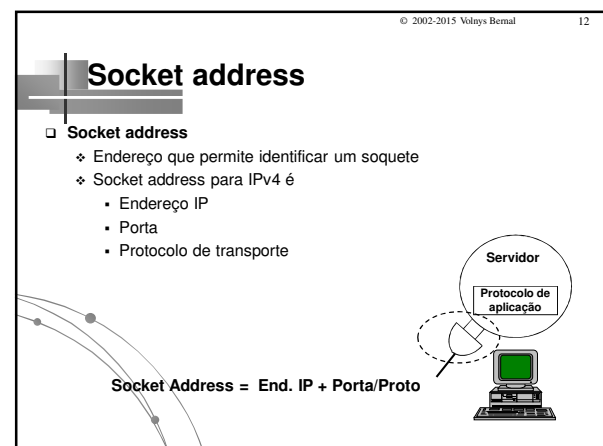 © 2002-2015 Volnys Bernal 12
Socket address
Socket address
Endereço que permite identificar um soquete
Socket address para IPv4 é
Endereço IP
Porta
Protocolo de transporte
Servidor
Protocolo de
aplicação
Socket Address = End. IP + Porta/Proto